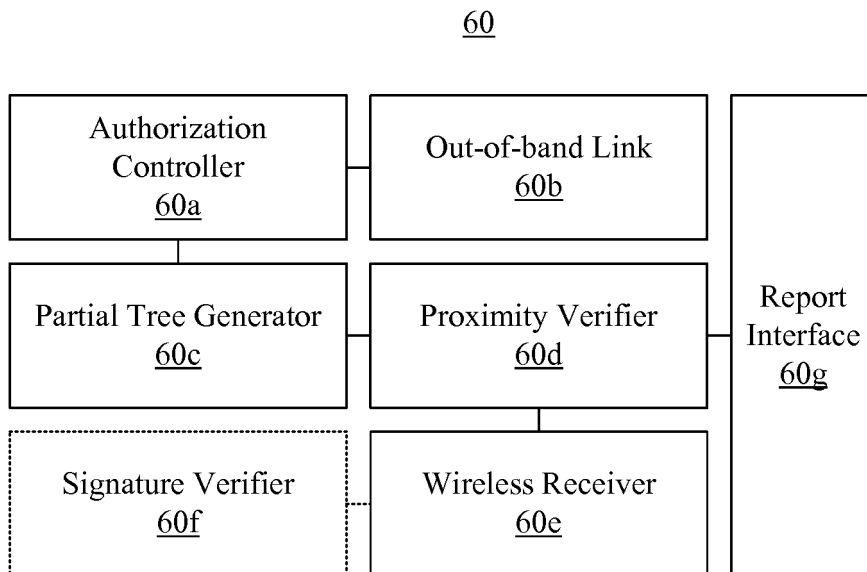 60
Authorization
Controller
60a
Out-of-band Link
60b
Partial Tree Generator
60c
Proximity Verifier
60d
Report
Interface
60g
Signature Verifier
60f
Wireless Receiver
60e